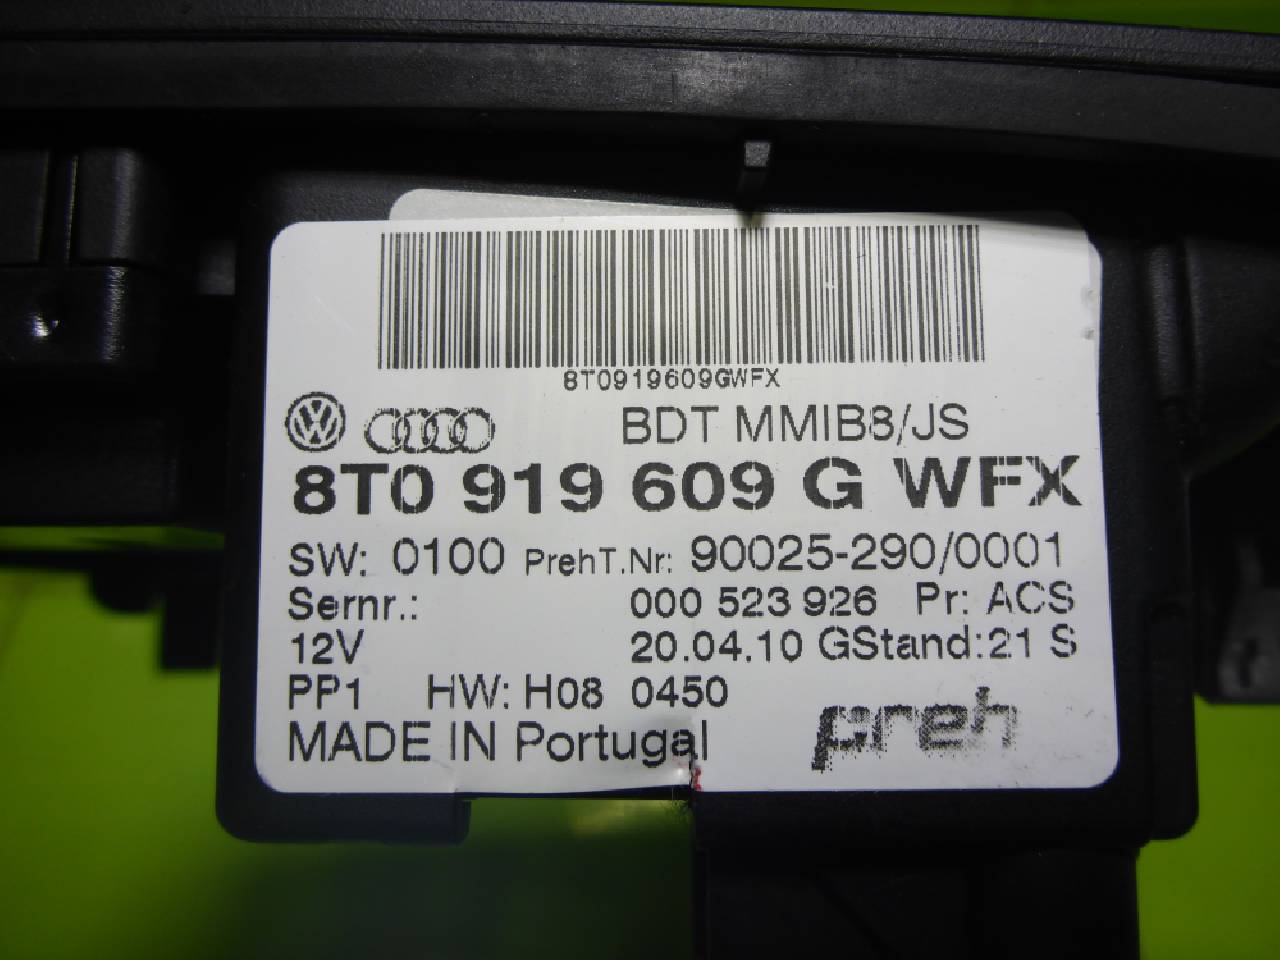 8T0919609GWFX
BDT MMIB8/JS
8T0 919 609 G WFX
SW: 0100 PrehT.Nr: 90025-290/0001
Sernr.: 000 523 926 Pr: ACS
12V 20.04.10 GStand:21 S
PP1 HW: H08 0450
MADE IN Portugal preh